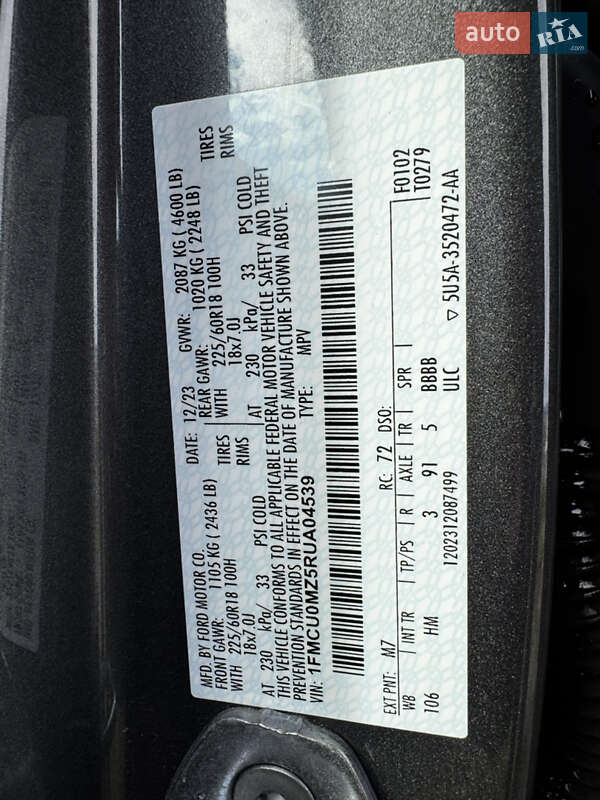 auto RIA.com
MFD. BY FORD MOTOR CO. DATE: 12/23 GVWR: 2087 KG ( 4600 LB)
FRONT GAWR: 1105 KG ( 2436 LB) REAR GAWR: 1020 KG ( 2248 LB)
WITH 225/60R18 100H TIRES WITH 225/60R18 100H TIRES
18x7.0J RIMS 18x7.0J RIMS
AT 230 kPa/ 33 PSI COLD AT 230 kPa/ 33 PSI COLD
THIS VEHICLE CONFORMS TO ALL APPLICABLE FEDERAL MOTOR VEHICLE SAFETY AND THEFT
PREVENTION STANDARDS IN EFFECT ON THE DATE OF MANUFACTURE SHOWN ABOVE.
VIN: 1FMCU0MZ5RUA04539 TYPE: MPV
EXT PNT: M7 RC: 72 DSO: F0102
T0279
WB INT TR TP/PS R AXLE TR SPR
106 HM 3 91 5 BBBB
ULC
1202312087499 ▽ 5U5A-3520472-AA